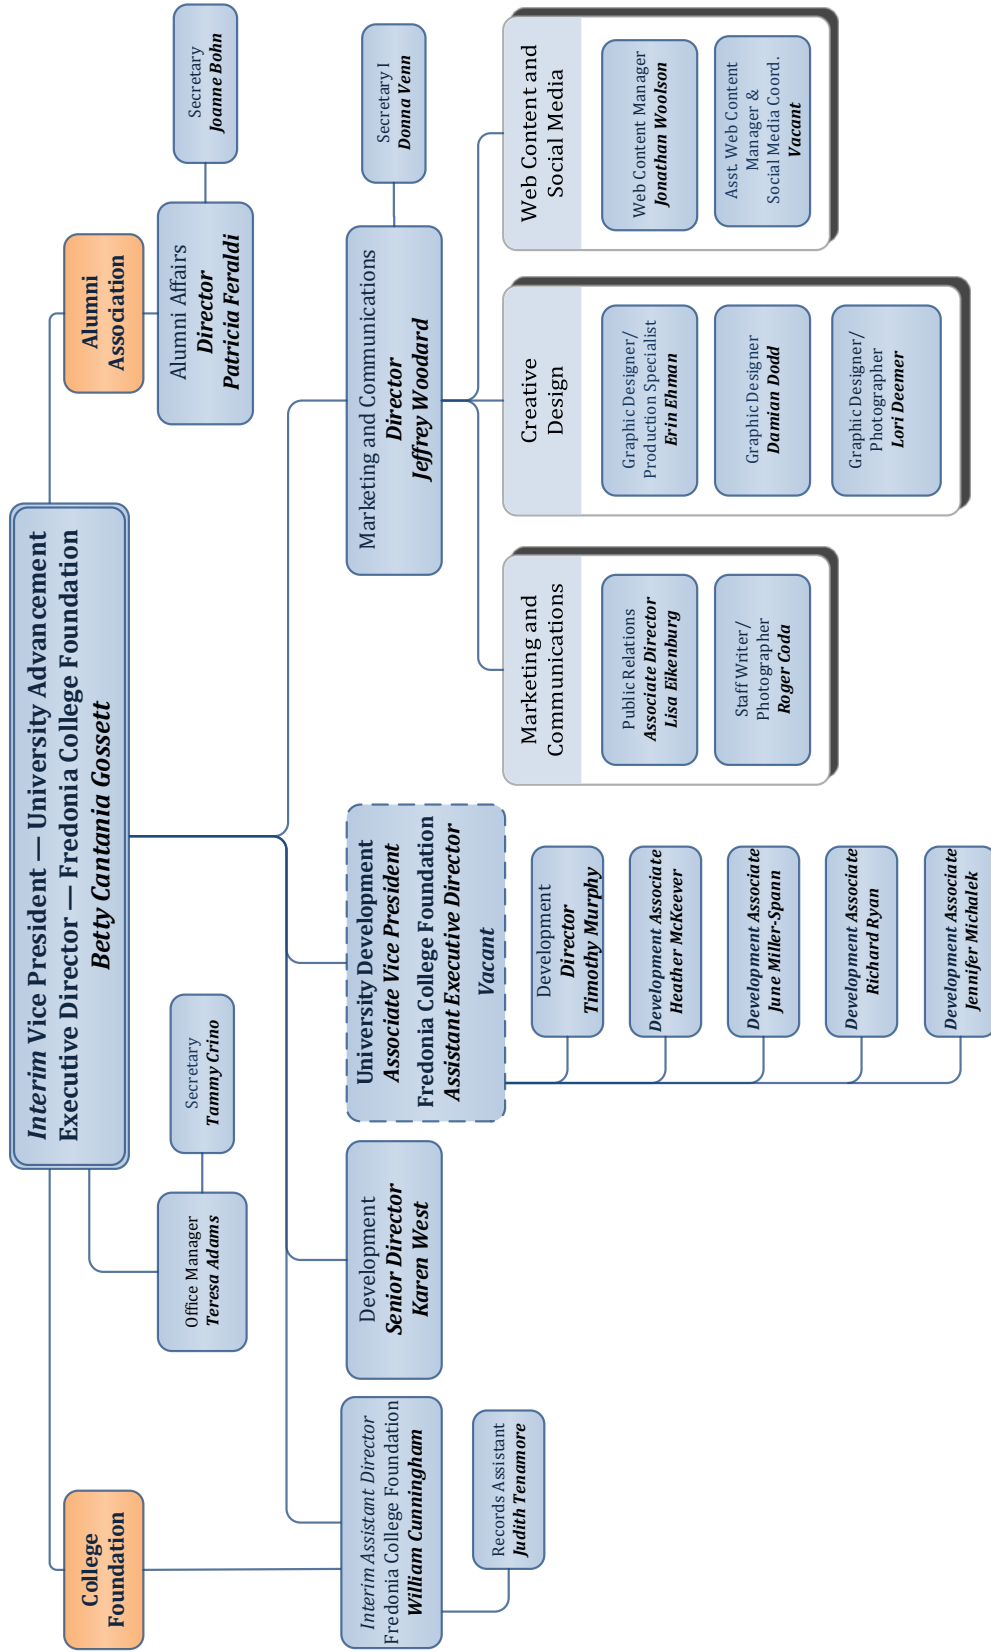 Interim Vice President — University Advancement
Executive Director — Fredonia College Foundation
Betty Cantania Gossett
College
Foundation
Alumni
Association
Office Manager
Teresa Adams
Secretary
Tammy Crino
Alumni Affairs
Director
Patricia Feraldi
Secretary
Joanne Bohn
Interim Assistant Director
Fredonia College Foundation
William Cunningham
Records Assistant
Judith Tenamore
Development
Senior Director
Karen West
University Development
Associate Vice President
Fredonia College Foundation
Assistant Executive Director
Vacant
Development
Director
Timothy Murphy
Development Associate
Heather McKeever
Development Associate
June Miller-Spann
Development Associate
Richard Ryan
Development Associate
Jennifer Michalek
Marketing and Communications
Director
Jeffrey Woodard
Secretary I
Donna Venn
Marketing and
Communications
Public Relations
Associate Director
Lisa Eikenburg
Staff Writer/
Photographer
Roger Coda
Creative
Design
Graphic Designer/
Production Specialist
Erin Ehman
Graphic Designer
Damian Dodd
Graphic Designer/
Photographer
Lori Deemer
Web Content and
Social Media
Web Content Manager
Jonathan Woolson
Asst. Web Content
Manager &
Social Media Coord.
Vacant